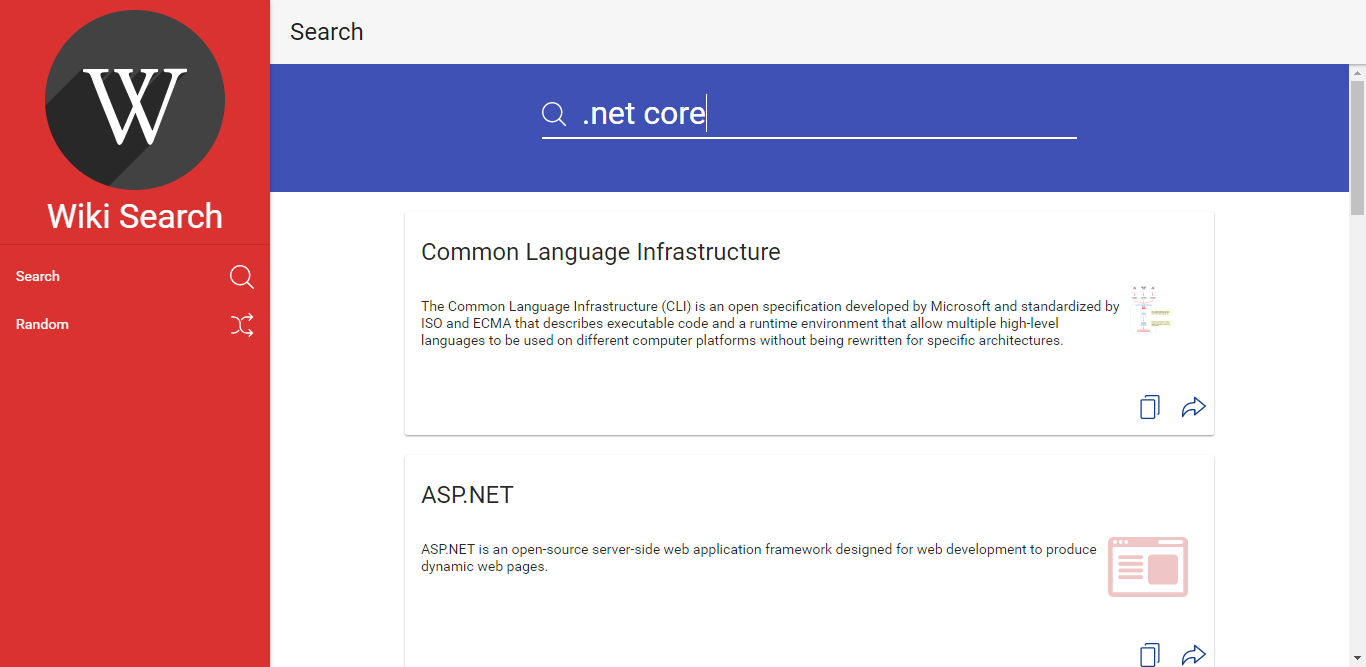 W
Wiki Search
Search
Random
Search
.net core
Common Language Infrastructure
The Common Language Infrastructure (CLI) is an open specification developed by Microsoft and standardized by
ISO and ECMA that describes executable code and a runtime environment that allow multiple high-level
languages to be used on different computer platforms without being rewritten for specific architectures.
ASP.NET
ASP.NET is an open-source server-side web application framework designed for web development to produce
dynamic web pages.